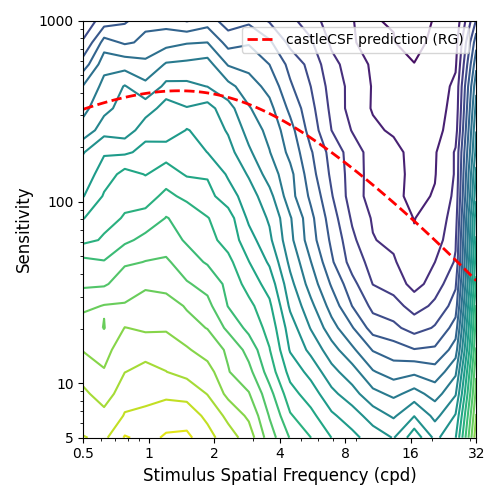 1000
castleCSF prediction (RG)
Sensitivity
100
10
5
0.5 1 2 4 8 16 32
Stimulus Spatial Frequency (cpd)